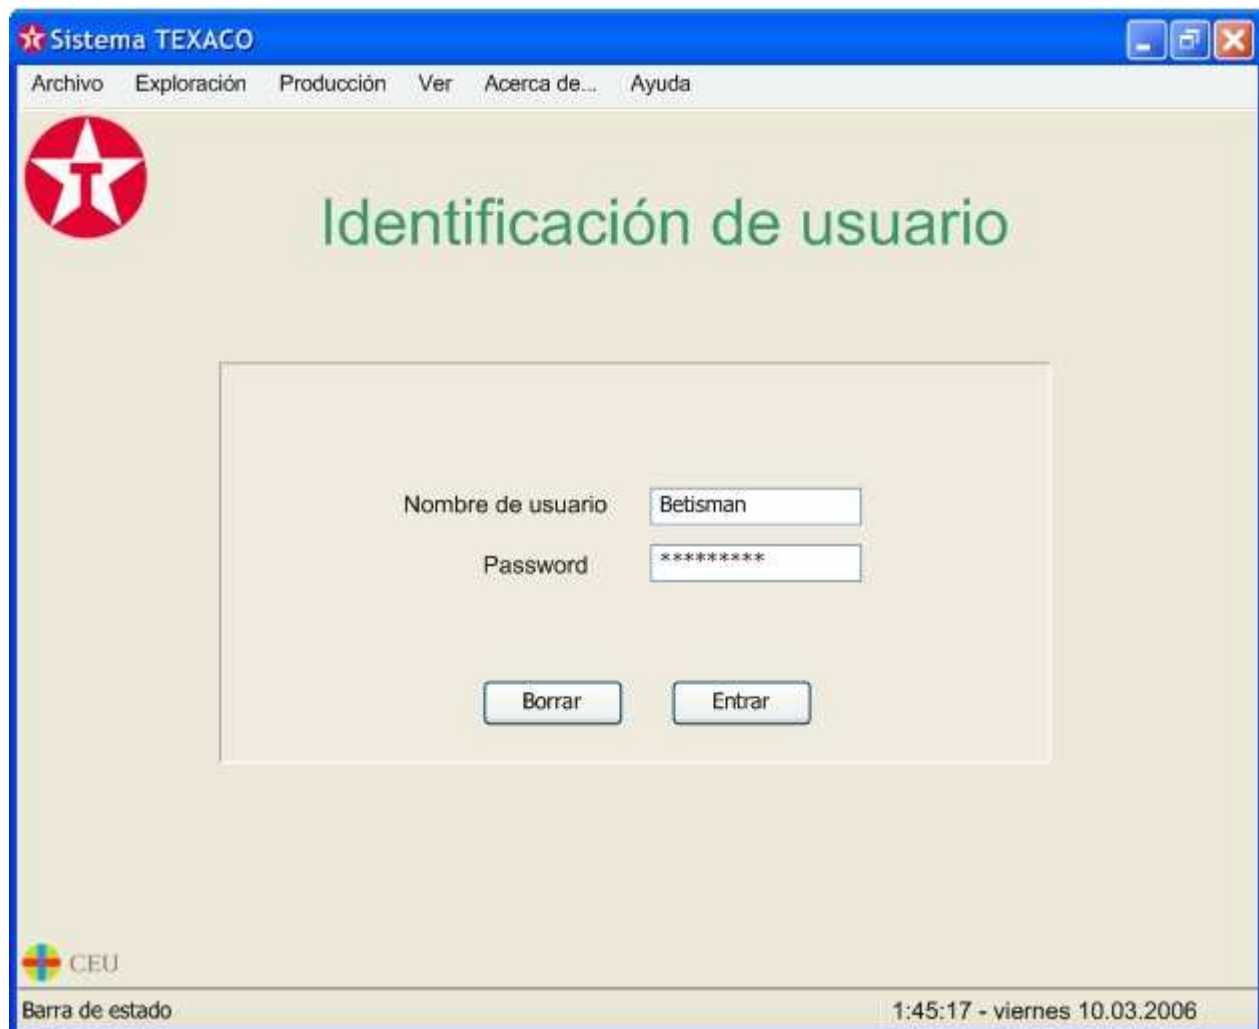 Sistema TEXACO
Archivo Exploración Producción Ver Acerca de... Ayuda
T
Identificación de usuario
Nombre de usuario Betisman
Password *********
Borrar Entrar
CEU
Barra de estado 1:45:17 - viernes 10.03.2006